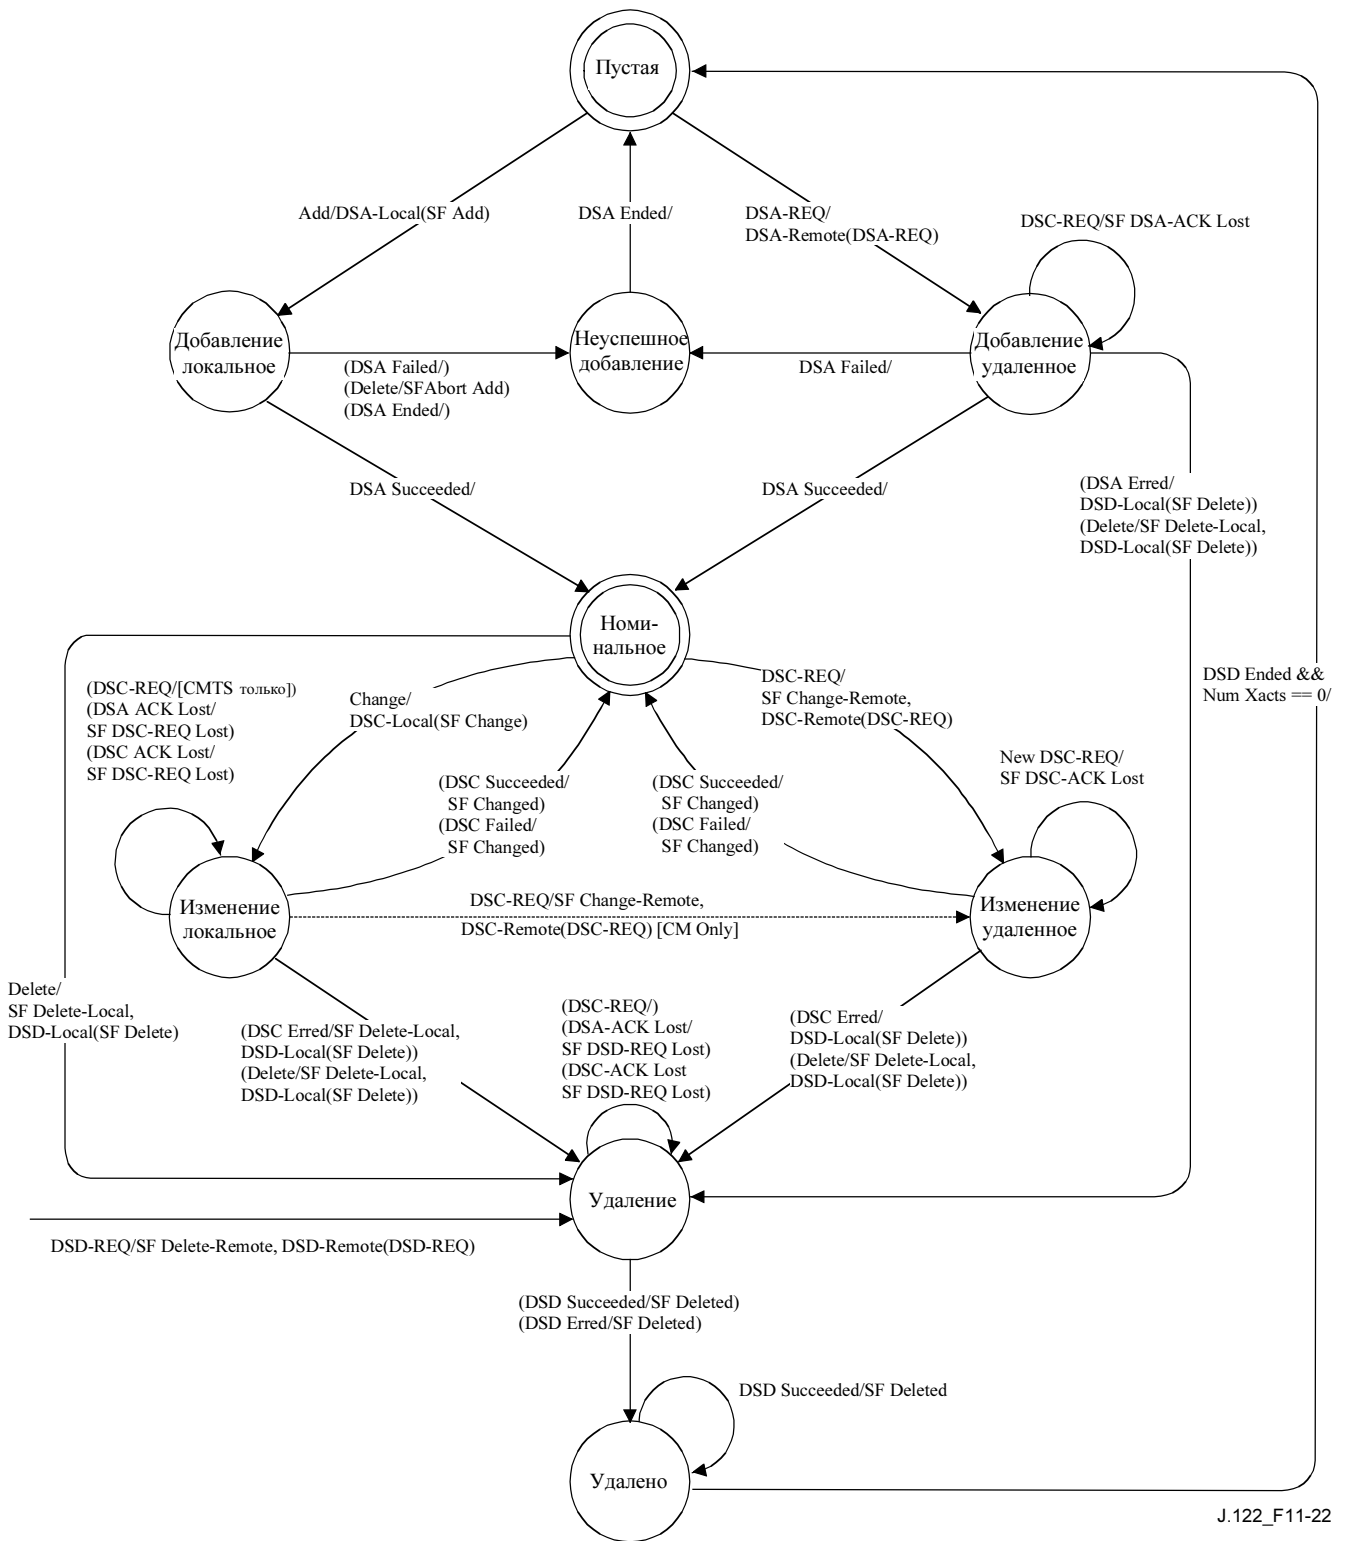 Пустая
Add/DSA-Local(SF Add)
DSA Ended/
DSA-REQ/
DSA-Remote(DSA-REQ)
DSC-REQ/SF DSA-ACK Lost
Добавление
локальное
(DSA Failed/)
(Delete/SFAbort Add)
(DSA Ended/)
Неуспешное
добавление
DSA Failed/
Добавление
удаленное
DSA Succeeded/
DSA Succeeded/
(DSA Erred/
DSD-Local(SF Delete))
(Delete/SF Delete-Local,
DSD-Local(SF Delete))
Номи-
нальное
(DSC-REQ/[CMTS только])
(DSA ACK Lost/
SF DSC-REQ Lost)
(DSC ACK Lost/
SF DSC-REQ Lost)
Change/
DSC-Local(SF Change)
DSC-REQ/
SF Change-Remote,
DSC-Remote(DSC-REQ)
DSD Ended &&
Num Xacts == 0/
(DSC Succeeded/
SF Changed)
(DSC Failed/
SF Changed)
(DSC Succeeded/
SF Changed)
(DSC Failed/
SF Changed)
New DSC-REQ/
SF DSC-ACK Lost
Изменение
локальное
DSC-REQ/SF Change-Remote,
DSC-Remote(DSC-REQ) [CM Only]
Изменение
удаленное
Delete/
SF Delete-Local,
DSD-Local(SF Delete)
(DSC Erred/SF Delete-Local,
DSD-Local(SF Delete))
(Delete/SF Delete-Local,
DSD-Local(SF Delete))
(DSC-REQ/)
(DSA-ACK Lost/
SF DSD-REQ Lost)
(DSC-ACK Lost
SF DSD-REQ Lost)
(DSC Erred/
DSD-Local(SF Delete))
(Delete/SF Delete-Local,
DSD-Local(SF Delete))
Удаление
DSD-REQ/SF Delete-Remote, DSD-Remote(DSD-REQ)
(DSD Succeeded/SF Deleted)
(DSD Erred/SF Deleted)
DSD Succeeded/SF Deleted
Удалено
J.122_F11-22